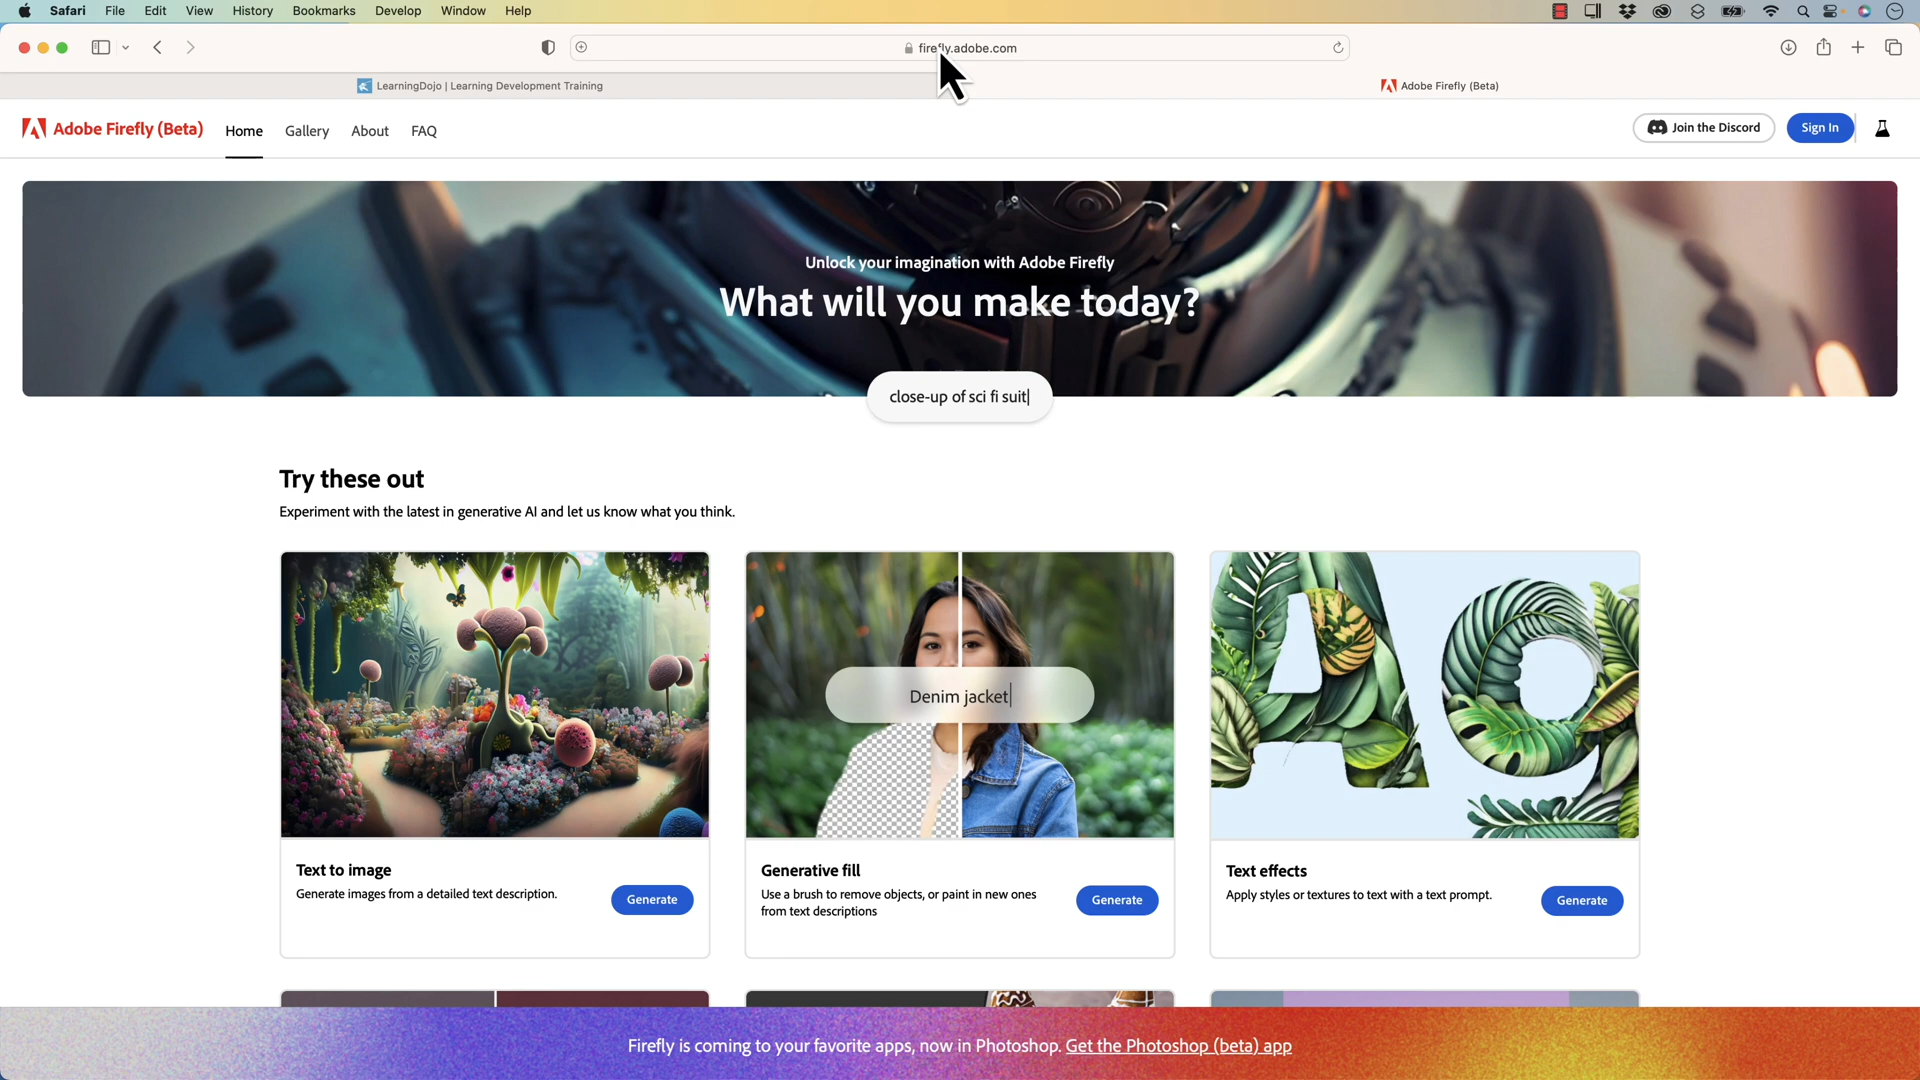 Safari File Edit View History Bookmarks Develop Window Help
firefly.adobe.com
LearningDojo | Learning Development Training
Adobe Firefly (Beta)
Adobe Firefly (Beta) Home Gallery About FAQ
Join the Discord
Sign In
Unlock your imagination with Adobe Firefly
What will you make today?
close-up of sci fi suit
Try these out
Experiment with the latest in generative AI and let us know what you think.
Denim jacket
Ag
Text to image
Generate images from a detailed text description.
Generate
Generative fill
Use a brush to remove objects, or paint in new ones
from text descriptions
Generate
Text effects
Apply styles or textures to text with a text prompt.
Generate
Firefly is coming to your favorite apps, now in Photoshop. Get the Photoshop (beta) app